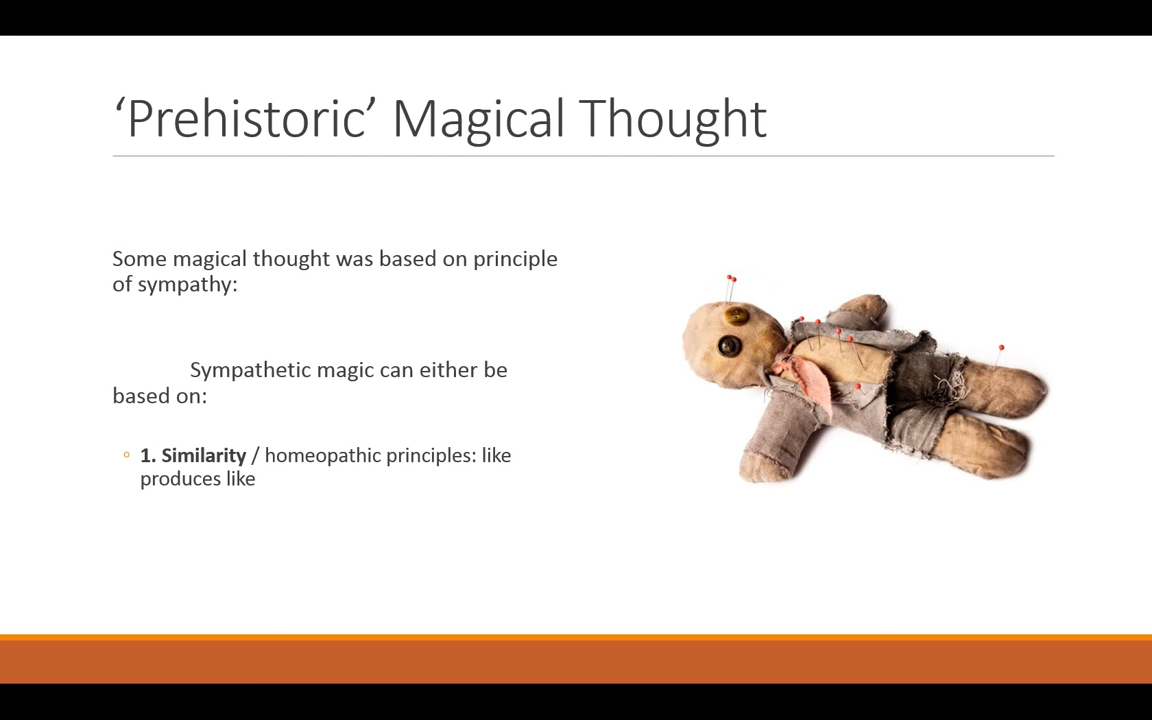 ‘Prehistoric’ Magical Thought
Some magical thought was based on principle
of sympathy:
Sympathetic magic can either be
based on:
1. Similarity / homeopathic principles: like
produces like